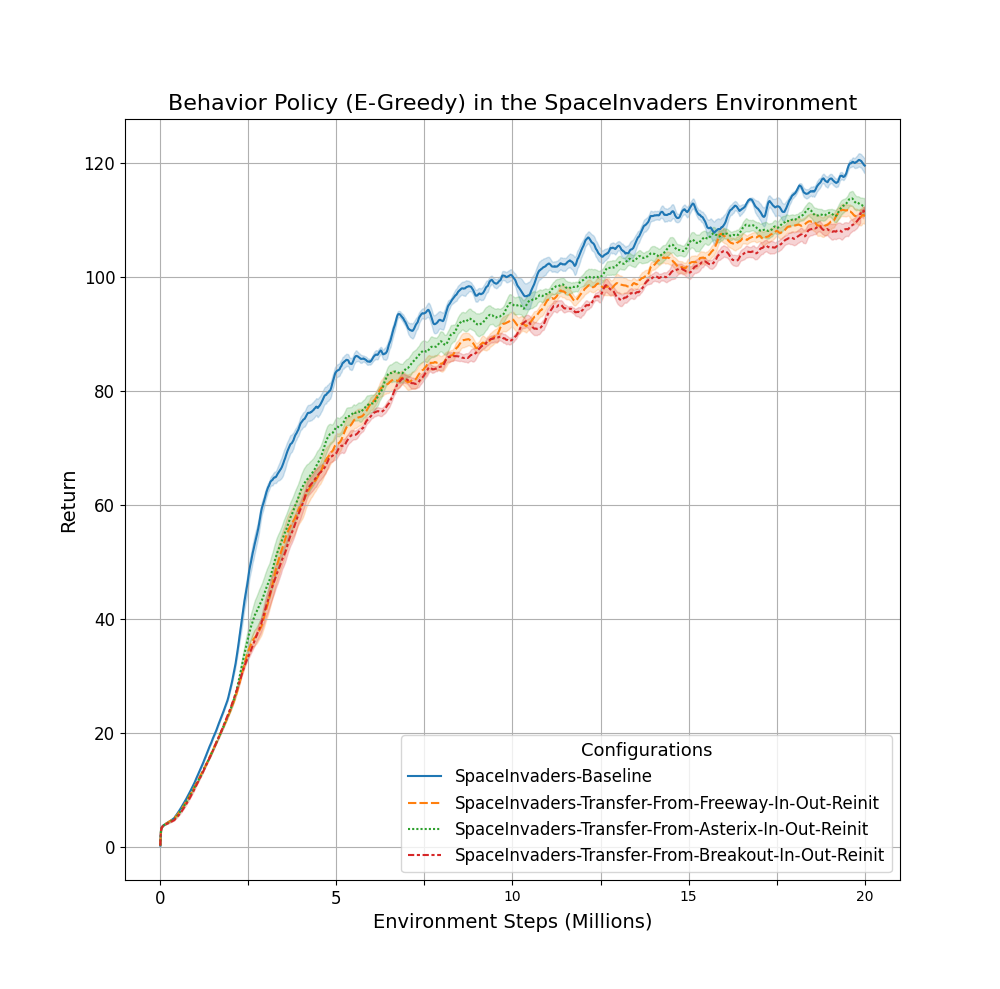 Behavior Policy (E-Greedy) in the SpaceInvaders Environment
120
100
80
60
40
20
0
Return
Configurations
SpaceInvaders-Baseline
SpaceInvaders-Transfer-From-Freeway-In-Out-Reinit
SpaceInvaders-Transfer-From-Asterix-In-Out-Reinit
SpaceInvaders-Transfer-From-Breakout-In-Out-Reinit
0 5 10 15 20
Environment Steps (Millions)